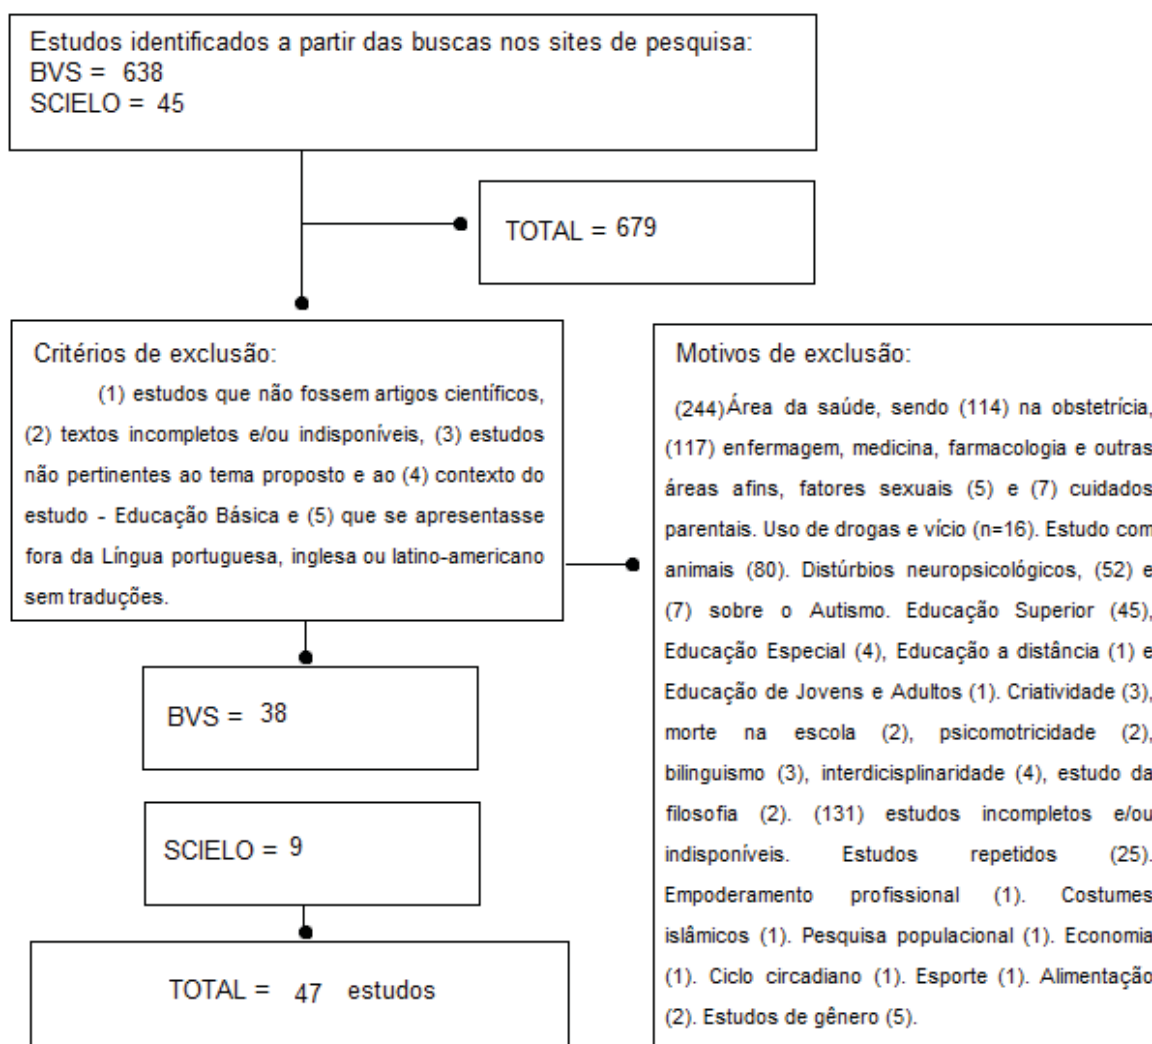 Estudos identificados a partir das buscas nos sites de pesquisa:
BVS = 638
SCIELO = 45
TOTAL = 679
Critérios de exclusão:
(1) estudos que não fossem artigos científicos,
(2) textos incompletos e/ou indisponíveis, (3) estudos
não pertinentes ao tema proposto e ao (4) contexto do
estudo - Educação Básica e (5) que se apresentasse
fora da Língua portuguesa, inglesa ou latino-americano
sem traduções.
Motivos de exclusão:
(244)Área da saúde, sendo (114) na obstetrícia,
(117) enfermagem, medicina, farmacologia e outras
áreas afins, fatores sexuais (5) e (7) cuidados
parentais. Uso de drogas e vício (n=16). Estudo com
animais (80). Distúrbios neuropsicológicos, (52) e
(7) sobre o Autismo. Educação Superior (45),
Educação Especial (4), Educação a distância (1) e
Educação de Jovens e Adultos (1). Criatividade (3),
morte na escola (2), psicomotricidade (2),
bilinguismo (3), interdicisplinaridade (4), estudo da
filosofia (2). (131) estudos incompletos e/ou
indisponíveis. Estudos repetidos (25).
Empoderamento profissional (1). Costumes
islâmicos (1). Pesquisa populacional (1). Economia
(1). Ciclo circadiano (1). Esporte (1). Alimentação
(2). Estudos de gênero (5).
BVS = 38
SCIELO = 9
TOTAL = 47 estudos